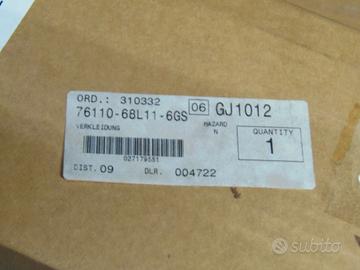 ORD.: 310332
76110-68L11-6GS 06 GJ1012
VERKLEIDUNG HAZARD
N
QUANTITY
1
027179551
DIST. 09 DLR. 004722
subito